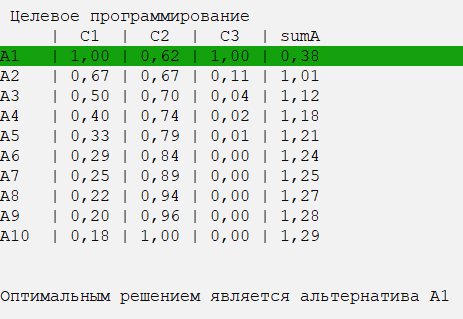 Целевое программирование
| C1 | C2 | C3 | sumA
A1 | 1,00 | 0,62 | 1,00 | 0,38
A2 | 0,67 | 0,67 | 0,11 | 1,01
A3 | 0,50 | 0,70 | 0,04 | 1,12
A4 | 0,40 | 0,74 | 0,02 | 1,18
A5 | 0,33 | 0,79 | 0,01 | 1,21
A6 | 0,29 | 0,84 | 0,00 | 1,24
A7 | 0,25 | 0,89 | 0,00 | 1,25
A8 | 0,22 | 0,94 | 0,00 | 1,27
A9 | 0,20 | 0,96 | 0,00 | 1,28
A10 | 0,18 | 1,00 | 0,00 | 1,29
Оптимальным решением является альтернатива A1